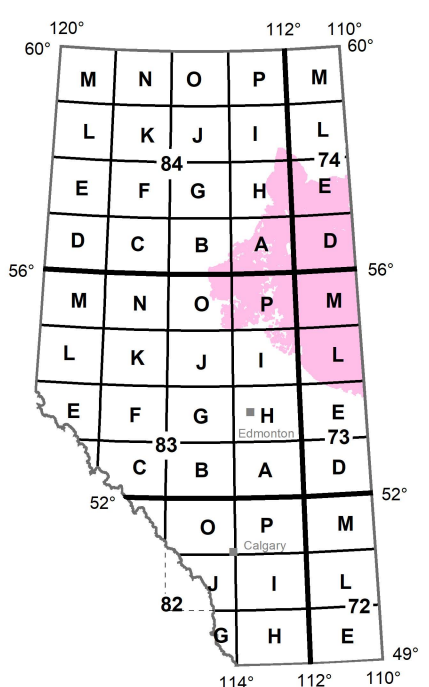 120° 112° 110°
60° 60°
M N O P M
L K J I L
84 74
E F G H E
D C B A D
56° 56°
M N O P M
L K J I L
E F G H E
Edmonton
83 73
C B A D
52° 52°
O P M
Calgary
J I L
82 72
G H E
49°
114° 112° 110°